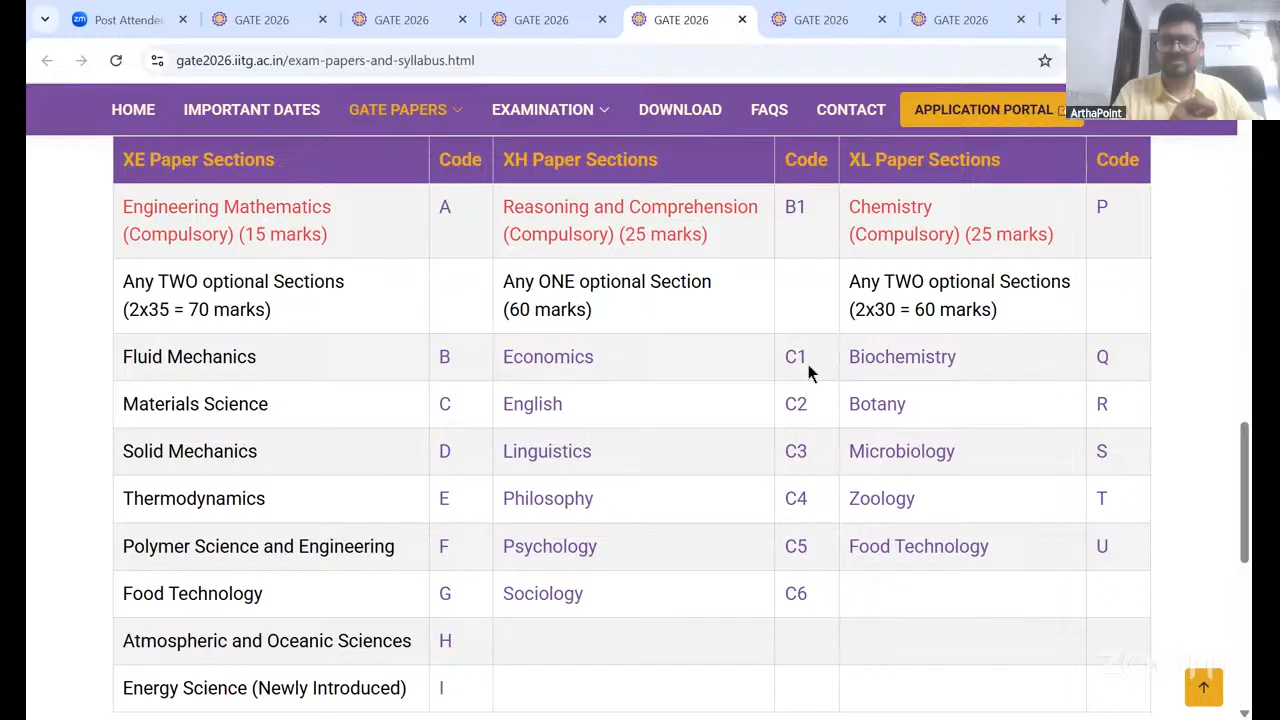 zm Post Attende
GATE 2026
GATE 2026
GATE 2026
GATE 2026
GATE 2026
GATE 2026
gate2026.iitg.ac.in/exam-papers-and-syllabus.html
ArthaPoint
HOME IMPORTANT DATES GATE PAPERS EXAMINATION DOWNLOAD FAQS CONTACT APPLICATION PORTAL
XE Paper Sections Code XH Paper Sections Code XL Paper Sections Code
Engineering Mathematics A Reasoning and Comprehension B1 Chemistry P
(Compulsory) (15 marks) (Compulsory) (25 marks) (Compulsory) (25 marks)
Any TWO optional Sections Any ONE optional Section Any TWO optional Sections
(2x35 = 70 marks) (60 marks) (2x30 = 60 marks)
Fluid Mechanics B Economics C1 Biochemistry Q
Materials Science C English C2 Botany R
Solid Mechanics D Linguistics C3 Microbiology S
Thermodynamics E Philosophy C4 Zoology T
Polymer Science and Engineering F Psychology C5 Food Technology U
Food Technology G Sociology C6
Atmospheric and Oceanic Sciences H
Energy Science (Newly Introduced) I